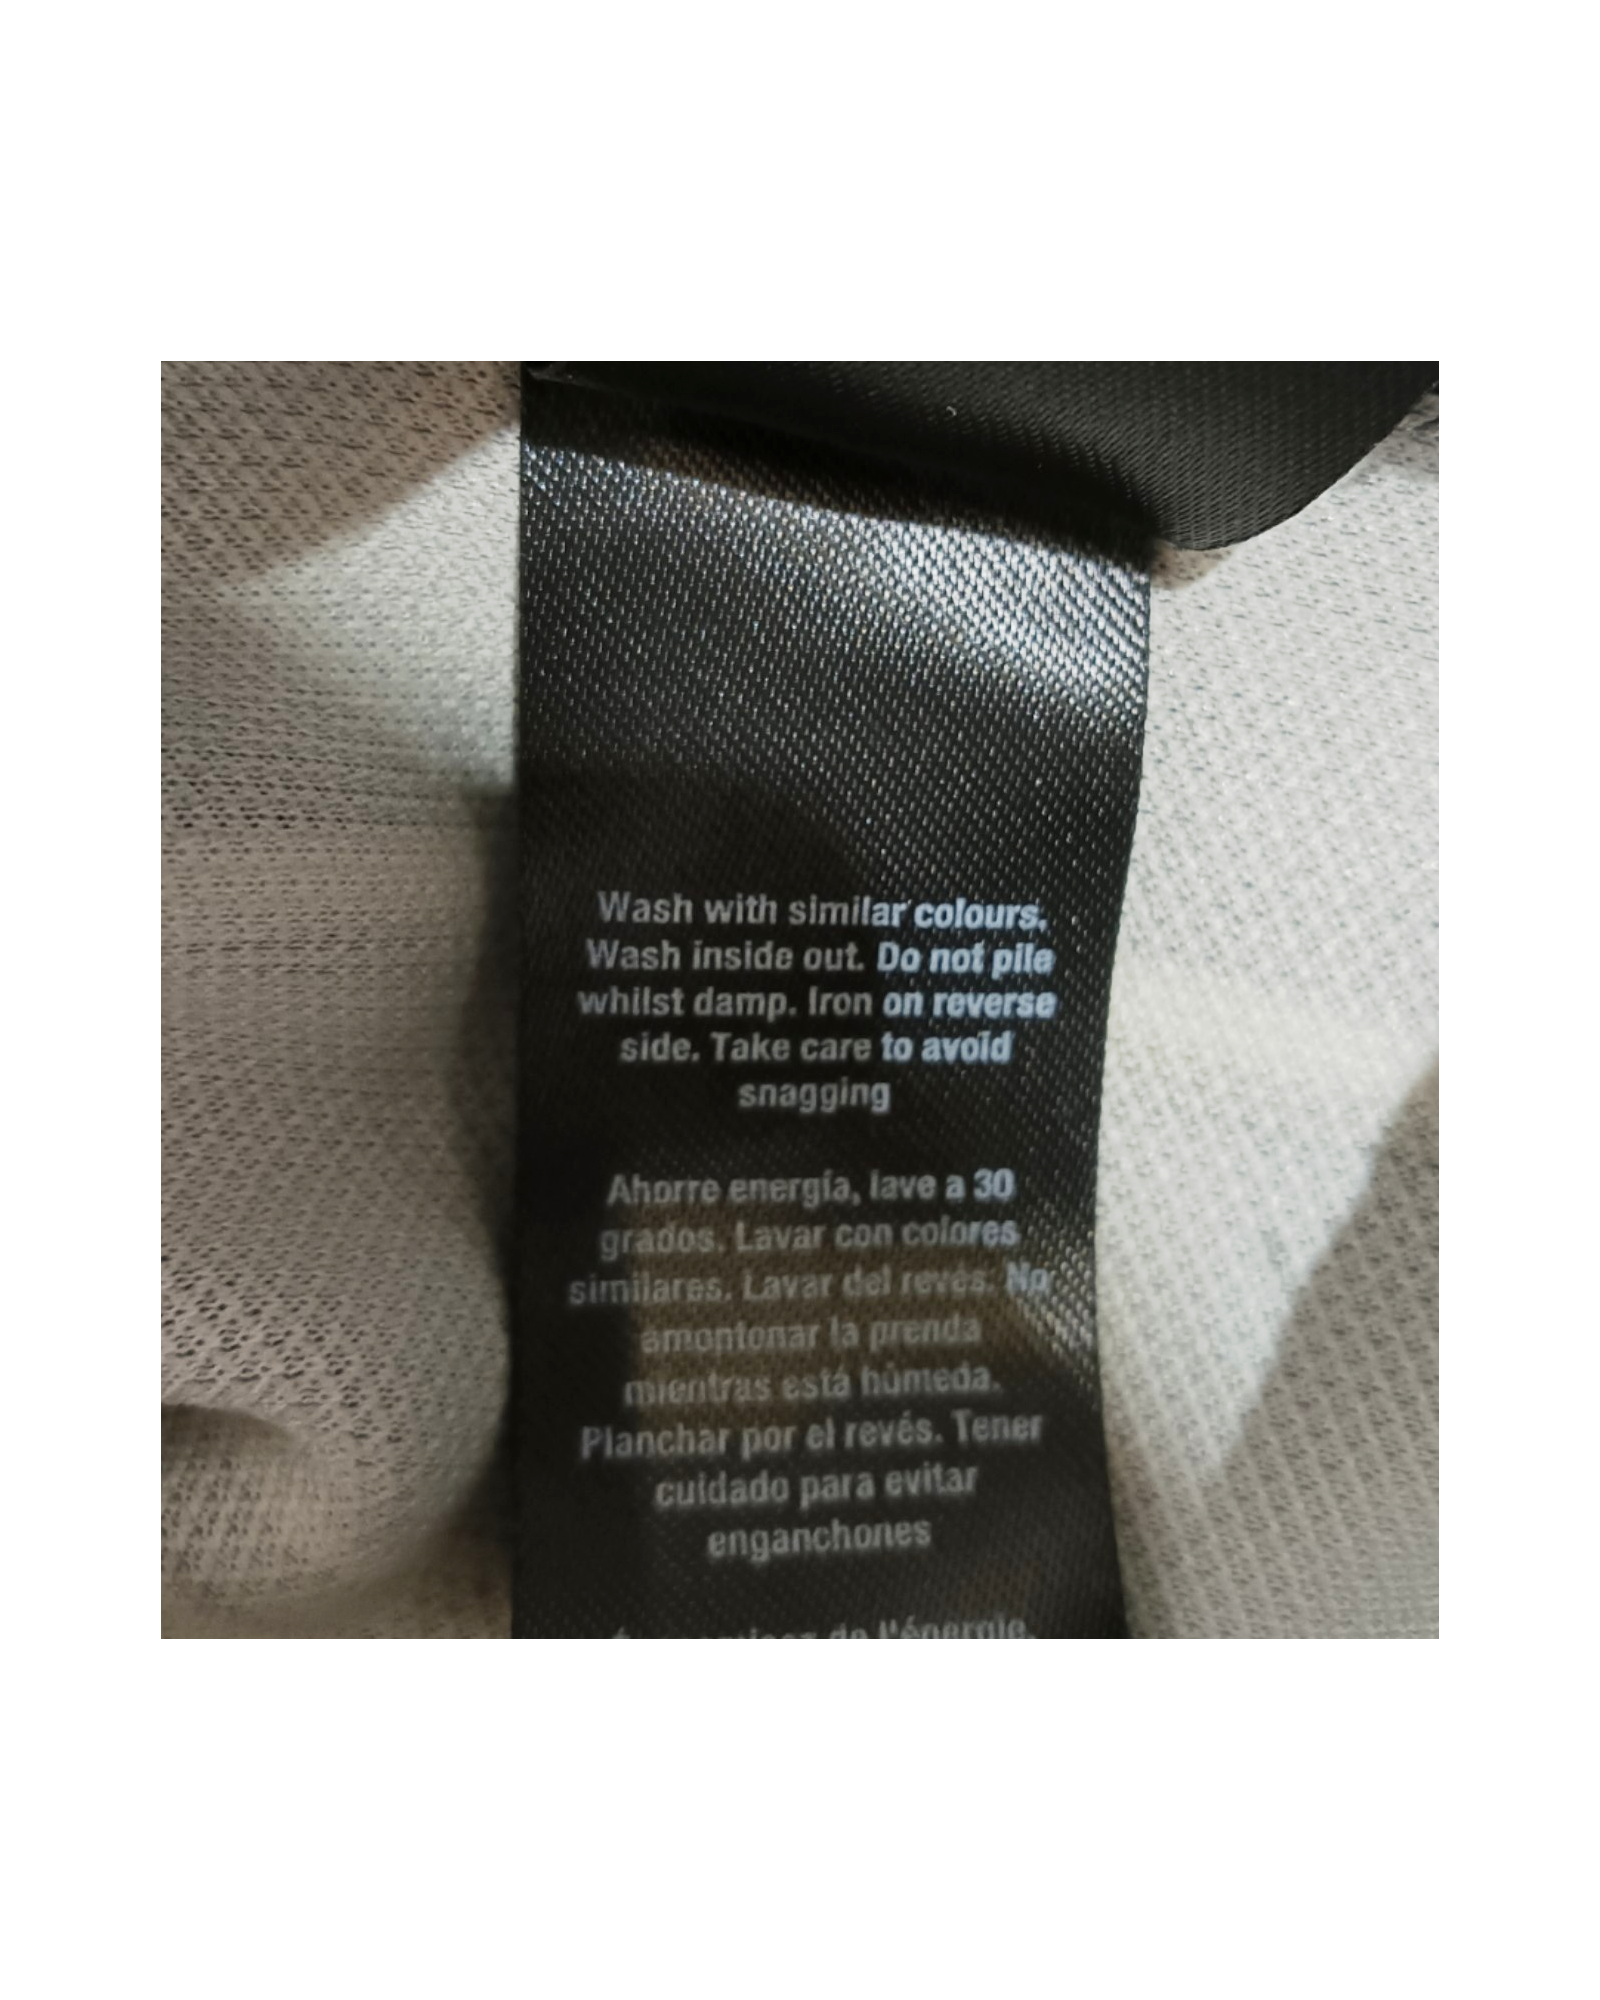 Wash with similar colours.
Wash inside out. Do not pile
whilst damp. Iron on reverse
side. Take care to avoid
snagging
Ahorre energía, lave a 30
grados. Lavar con colores
similares. Lavar del revés. No
amontonar la prenda
mientras está húmeda.
Planchar por el revés. Tener
cuidado para evitar
enganchones
de l'énergie,